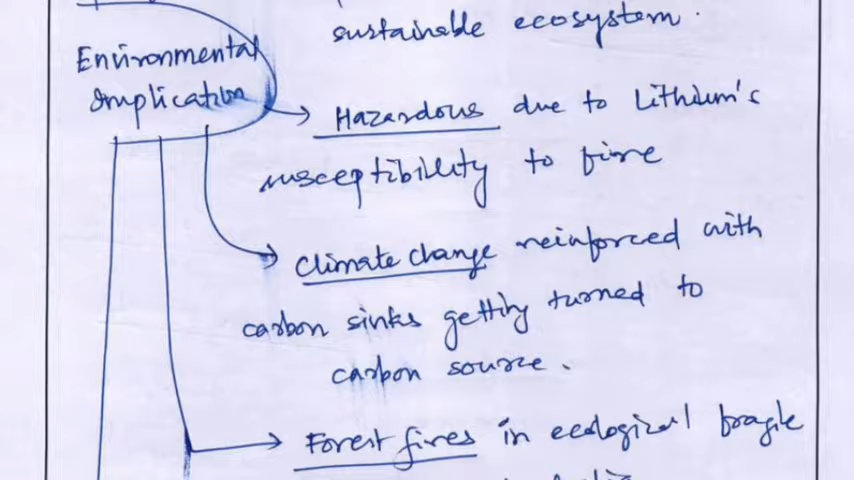 sustainable ecosystem.
Environmental
Implication
Hazardous due to Lithium's
susceptibility to fire
Climate change reinforced with
carbon sinks getting turned to
carbon source.
Forest fires in ecological fragile